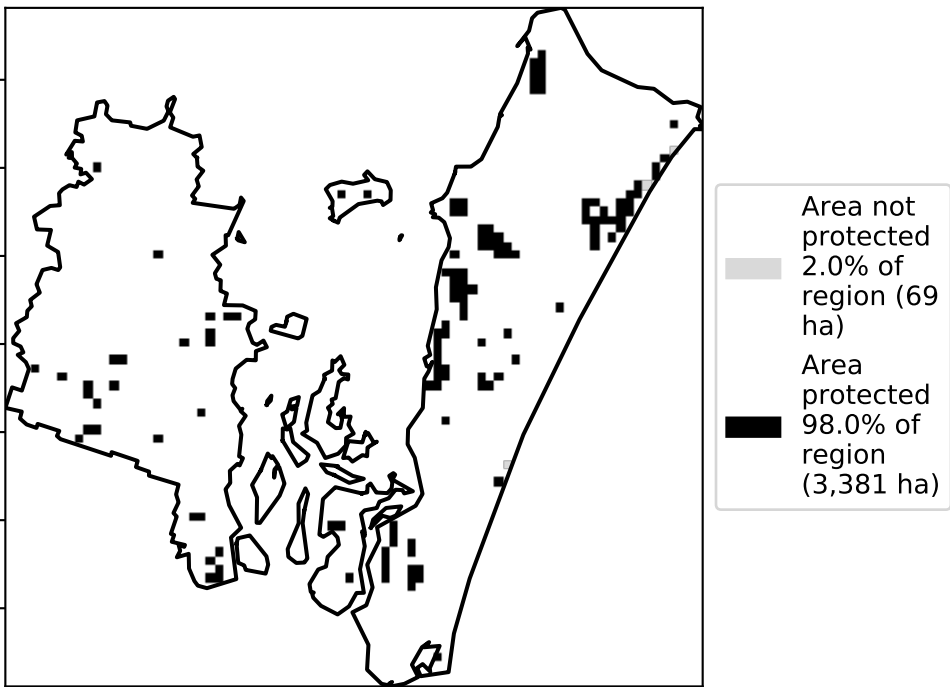 Area not
protected
2.0% of
region (69
ha)
Area
protected
98.0% of
region
(3,381 ha)